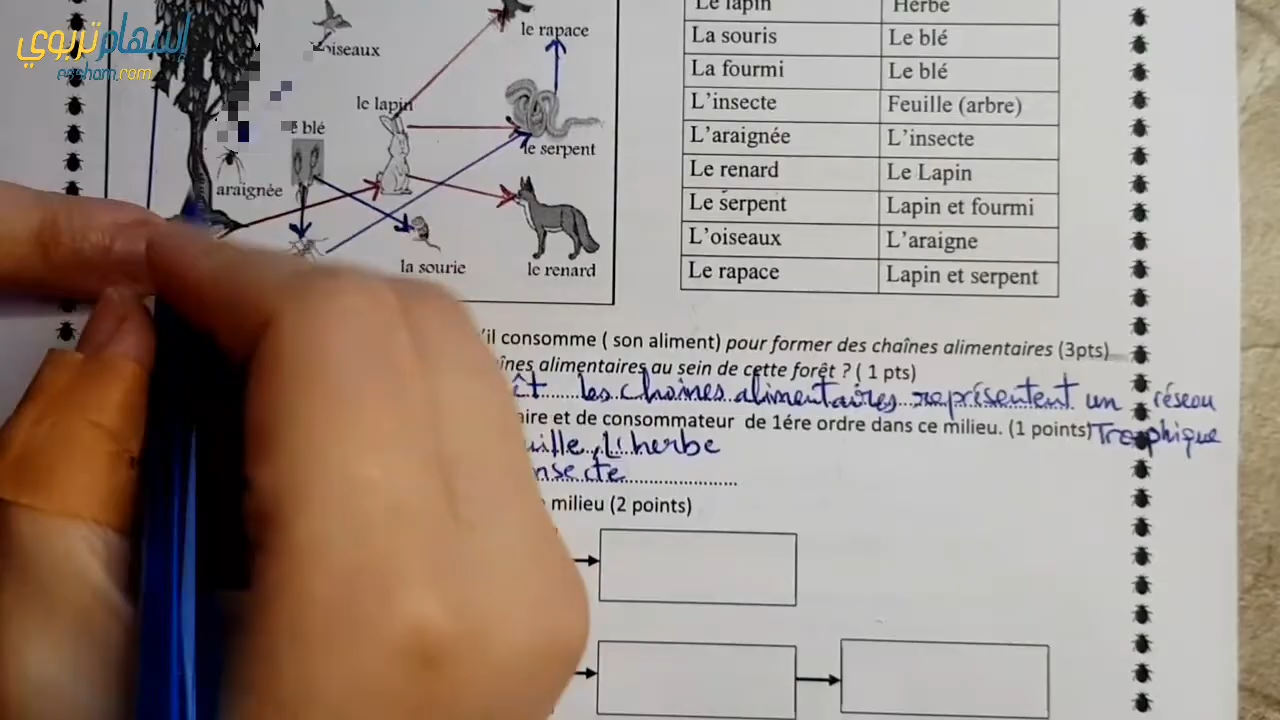 إسهام تربوي
essham.com
oiseaux
le rapace
le lapin
blé
le serpent
araignée
la sourie
le renard
Le lapin Herbe
La souris Le blé
La fourmi Le blé
L'insecte Feuille (arbre)
L'araignée L'insecte
Le renard Le Lapin
Le serpent Lapin et fourmi
L'oiseaux L'araigne
Le rapace Lapin et serpent
il consomme ( son aliment) pour former des chaînes alimentaires (3pts)
alimentaires au sein de cette forêt ? ( 1 pts)
les chaînes alimentaires représentent un réseau
aire et de consommateur de 1ére ordre dans ce milieu. (1 points) Trophique
L'herbe
milieu (2 points)